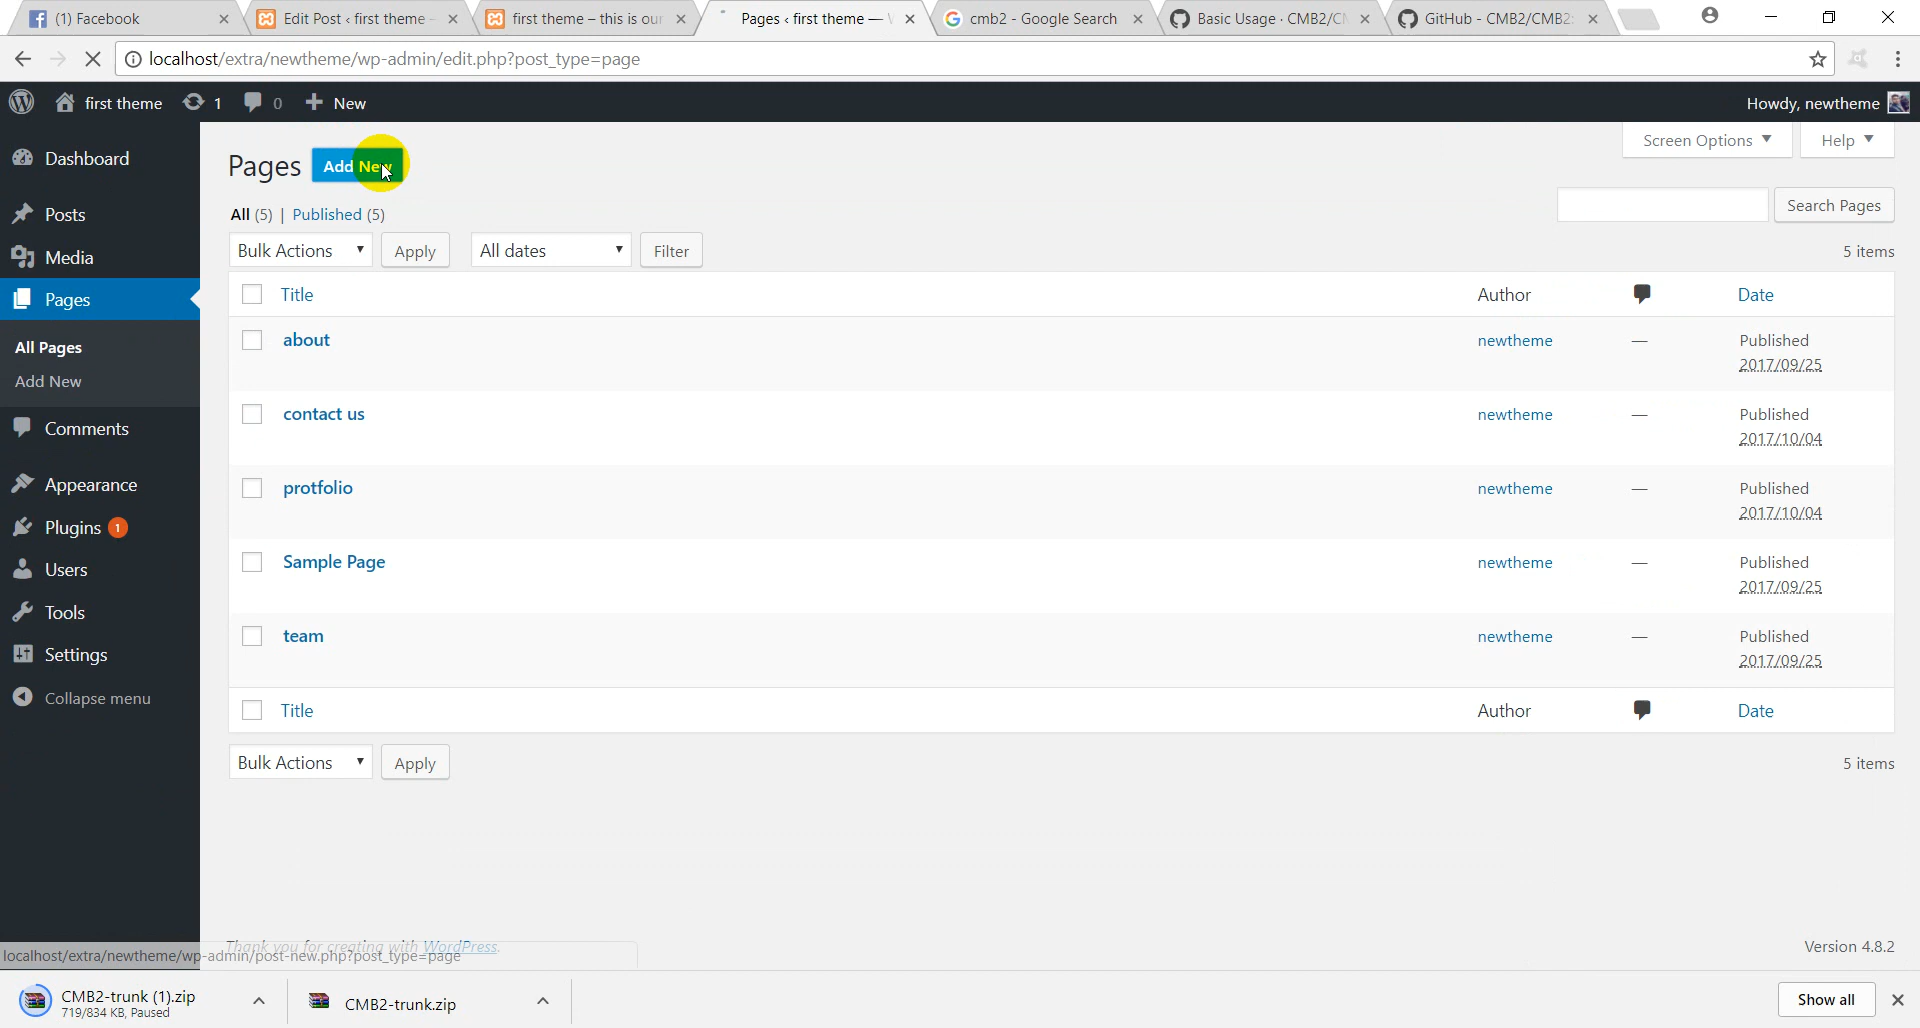 (1) Facebook
Edit Post ‹ first theme –
first theme – this is our
Pages ‹ first theme —
cmb2 - Google Search
Basic Usage · CMB2/C
GitHub - CMB2/CMB2:
localhost/extra/newtheme/wp-admin/edit.php?post_type=page
first theme
1
0
New
Howdy, newtheme
Dashboard
Posts
Media
Pages
All Pages
Add New
Comments
Appearance
Plugins 1
Users
Tools
Settings
Collapse menu
Screen Options
Help
Pages
Add New
All (5) | Published (5)
Search Pages
Bulk Actions
Apply
All dates
Filter
5 items
Title
Author
Date
about
newtheme
—
Published
2017/09/25
contact us
newtheme
—
Published
2017/10/04
protfolio
newtheme
—
Published
2017/10/04
Sample Page
newtheme
—
Published
2017/09/25
team
newtheme
—
Published
2017/09/25
Title
Author
Date
Bulk Actions
Apply
5 items
Thank you for creating with WordPress.
Version 4.8.2
localhost/extra/newtheme/wp-admin/post-new.php?post_type=page
CMB2-trunk (1).zip
719/834 KB, Paused
CMB2-trunk.zip
Show all